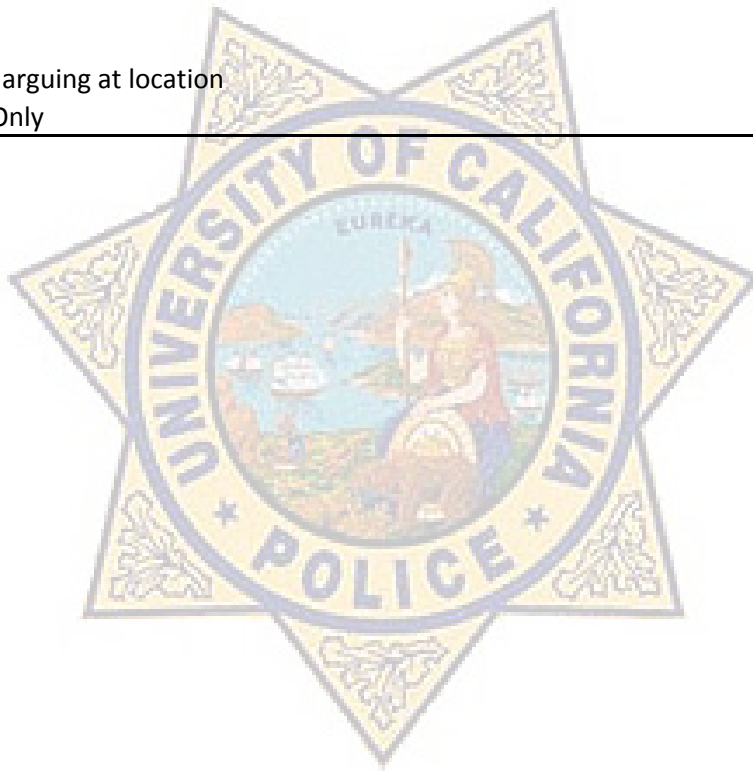 arguing at location
Only
UNIVERSITY OF CALIFORNIA
EUREKA
POLICE